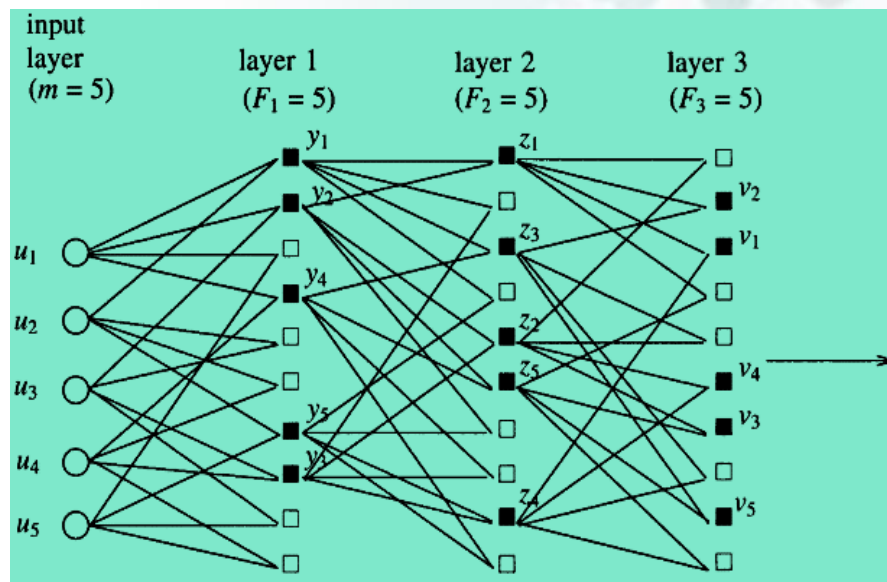 input
layer
(m = 5)
layer 1
(F₁ = 5)
layer 2
(F₂ = 5)
layer 3
(F₃ = 5)
u₁
u₂
u₃
u₄
u₅
y₁
y₂
y₄
y₅
y₃
z₁
z₃
z₂
z₅
z₄
v₂
v₁
v₄
v₃
v₅